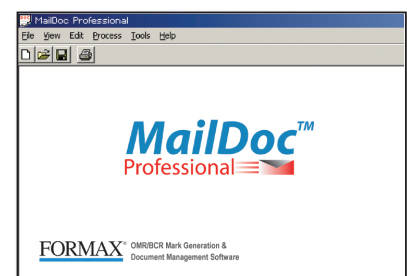 MailDoc Professional
File View Edit Process Tools Help
MailDoc™
Professional
FORMAX® OMR/BCR Mark Generation &
Document Management Software